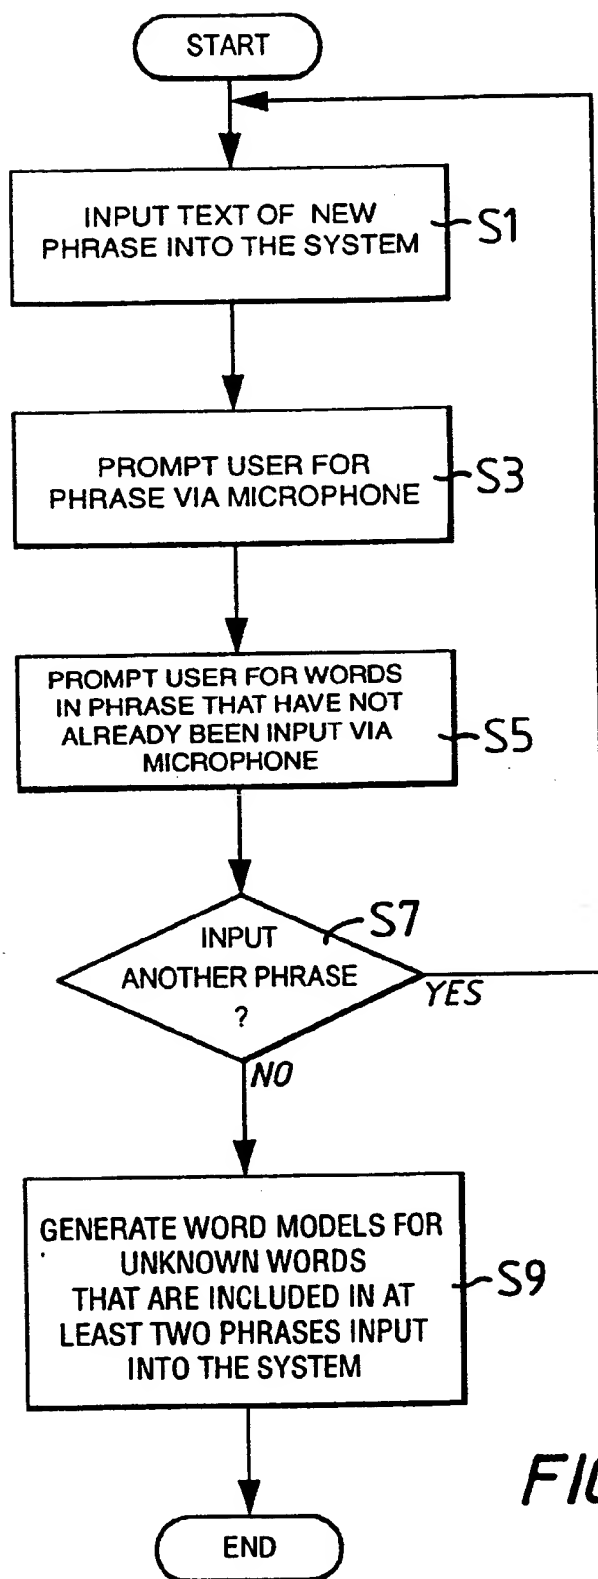 START
INPUT TEXT OF NEW
PHRASE INTO THE SYSTEM
S1
PROMPT USER FOR
PHRASE VIA MICROPHONE
S3
PROMPT USER FOR WORDS
IN PHRASE THAT HAVE NOT
ALREADY BEEN INPUT VIA
MICROPHONE
S5
S7
INPUT
ANOTHER PHRASE
?
YES
NO
GENERATE WORD MODELS FOR
UNKNOWN WORDS
THAT ARE INCLUDED IN AT
LEAST TWO PHRASES INPUT
INTO THE SYSTEM
S9
END